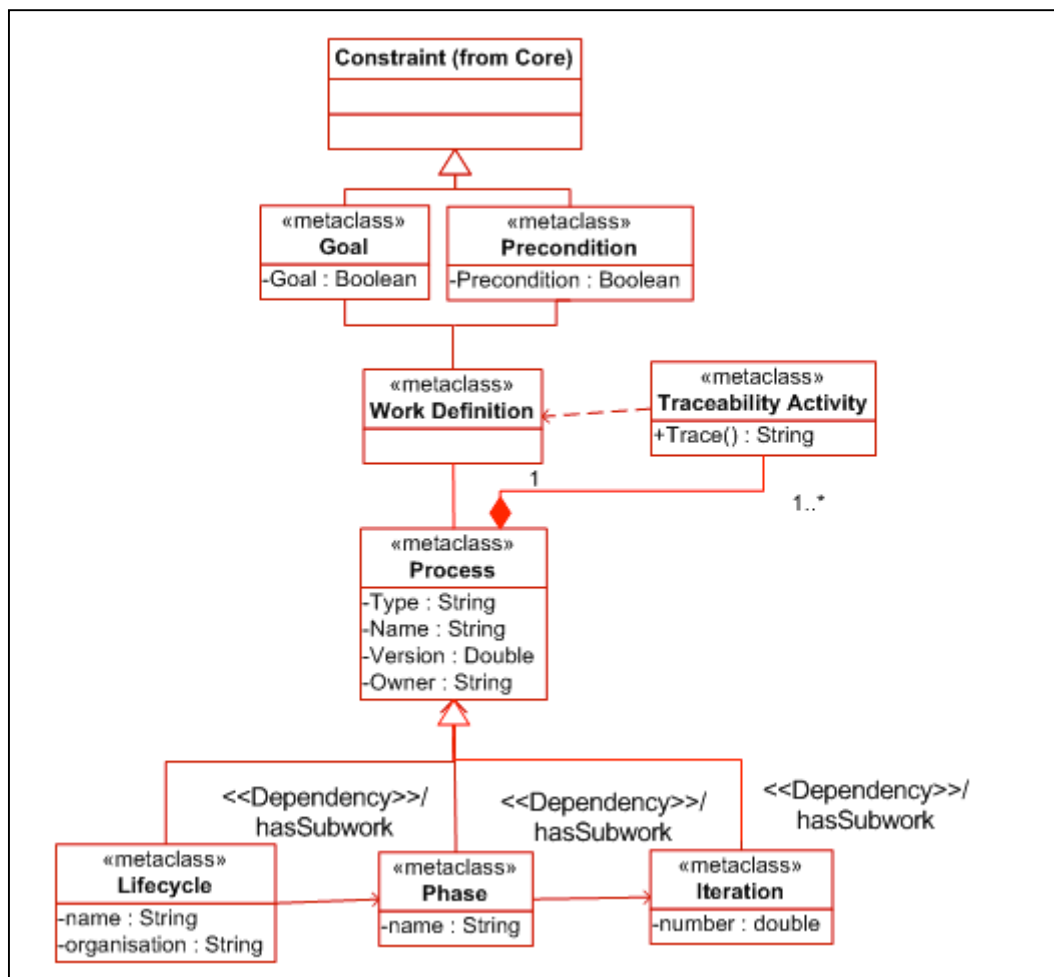 Constraint (from Core)
«metaclass»
Goal
-Goal : Boolean
«metaclass»
Precondition
-Precondition : Boolean
«metaclass»
Work Definition
«metaclass»
Traceability Activity
+Trace() : String
1
1..*
«metaclass»
Process
-Type : String
-Name : String
-Version : Double
-Owner : String
<<Dependency>>/
hasSubwork
<<Dependency>>/
hasSubwork
<<Dependency>>/
hasSubwork
«metaclass»
Lifecycle
-name : String
-organisation : String
«metaclass»
Phase
-name : String
«metaclass»
Iteration
-number : double